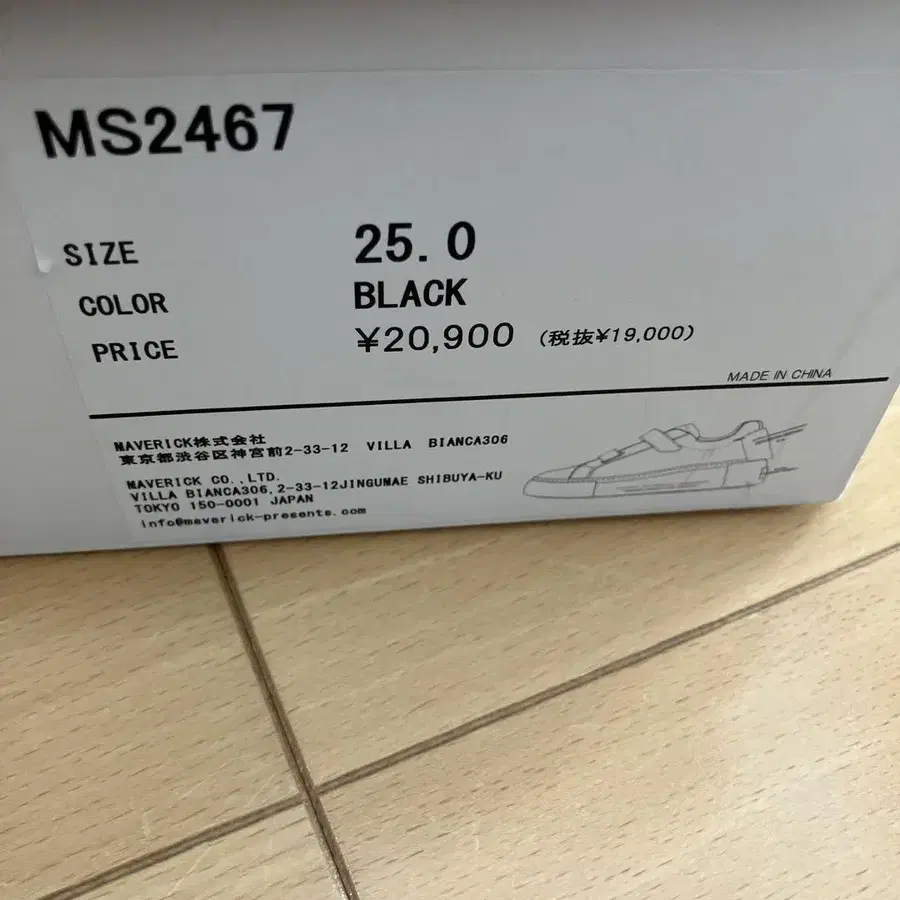 MS2467
SIZE 25.0
COLOR BLACK
PRICE ¥20,900 (税抜¥19,000)
MADE IN CHINA
MAVERICK株式会社
東京都渋谷区神宮前2-33-12 VILLA BIANCA306
MAVERICK CO.,LTD.
VILLA BIANCA306,2-33-12JINGUMAE SHIBUYA-KU
TOKYO 150-0001 JAPAN
info@maverick-presents.com